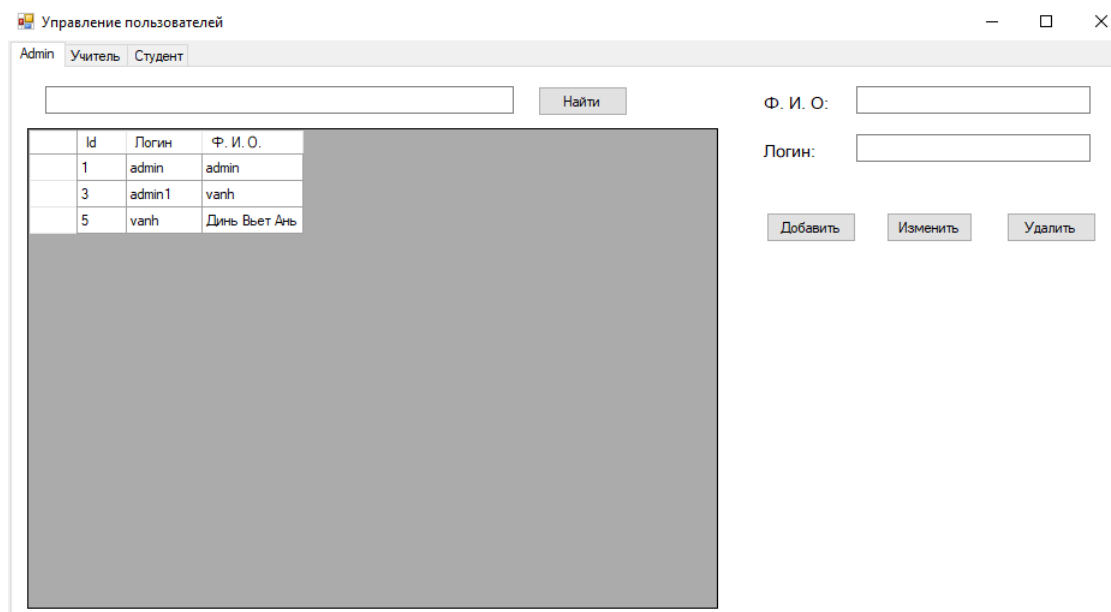 Управление пользователей
Admin Учитель Студент
Найти
Ф. И. О:
Id Логин Ф. И. О.
1 admin admin
3 admin1 vanh
5 vanh Динь Вьет Ань
Логин:
Добавить Изменить Удалить